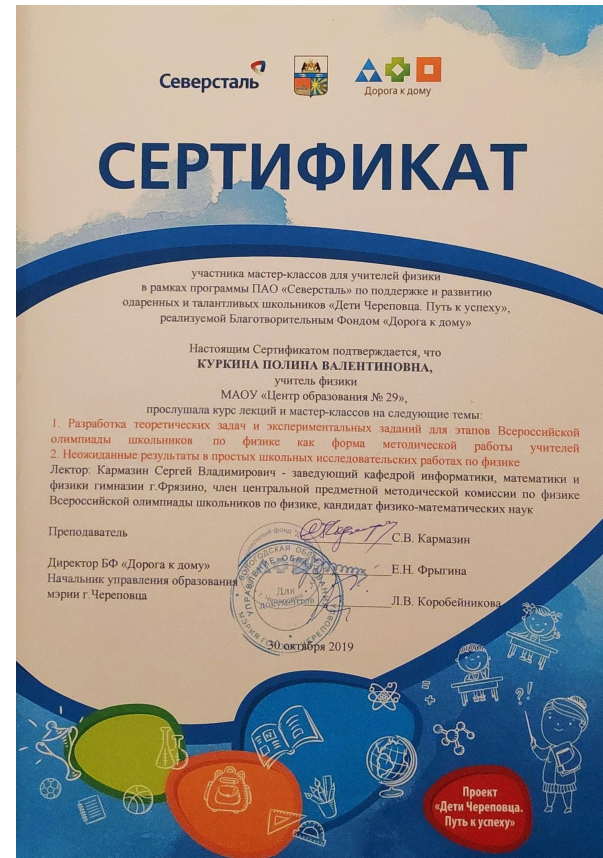 Северсталь
Дорога к дому
СЕРТИФИКАТ
участника мастер-классов для учителей физики
в рамках программы ПАО «Северсталь» по поддержке и развитию
одаренных и талантливых школьников «Дети Череповца. Путь к успеху»,
реализуемой Благотворительным Фондом «Дорога к дому»
Настоящим Сертификатом подтверждается, что
КУРКИНА ПОЛИНА ВАЛЕНТИНОВНА,
учитель физики
МАОУ «Центр образования № 29»,
прослушала курс лекций и мастер-классов на следующие темы:
1. Разработка теоретических задач и экспериментальных заданий для этапов Всероссийской
олимпиады школьников по физике как форма методической работы учителей
2. Неожиданные результаты в простых школьных исследовательских работах по физике
Лектор: Кармазин Сергей Владимирович - заведующий кафедрой информатики, математики и
физики гимназии г.Фрязино, член центральной предметной методической комиссии по физике
Всероссийской олимпиады школьников по физике, кандидат физико-математических наук
Преподаватель С.В. Кармазин
Директор БФ «Дорога к дому» Е.Н. Фрыгина
Начальник управления образования
мэрии г.Череповца Л.В. Коробейникова
ВОЛОГОДСКАЯ
УПРАВЛЕНИЕ ОБРАЗОВАНИЯ
Для
ДОКУМЕНТОВ
МЭРИЯ
30 октября 2019
?!
Проект
«Дети Череповца.
Путь к успеху»